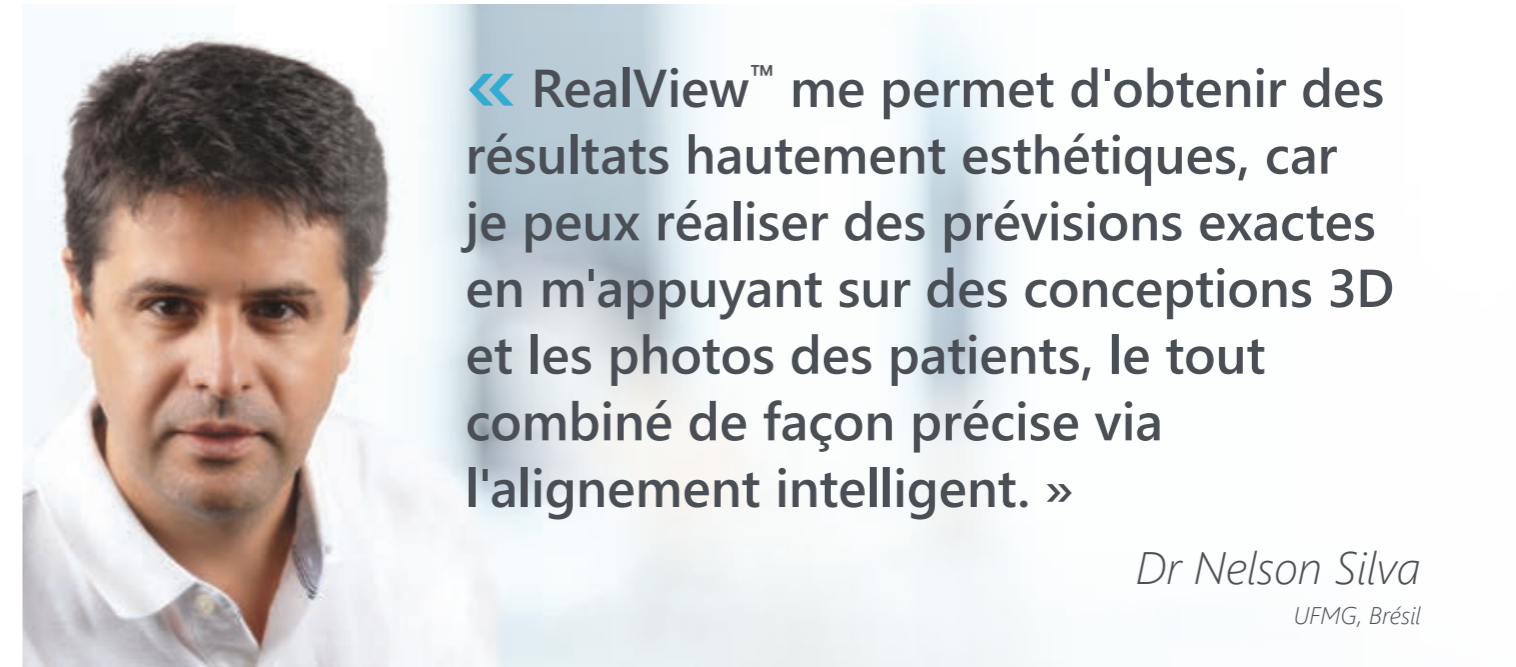 « RealView™ me permet d'obtenir des
résultats hautement esthétiques, car
je peux réaliser des prévisions exactes
en m'appuyant sur des conceptions 3D
et les photos des patients, le tout
combiné de façon précise via
l'alignement intelligent. »
Dr Nelson Silva
UFMG, Brésil